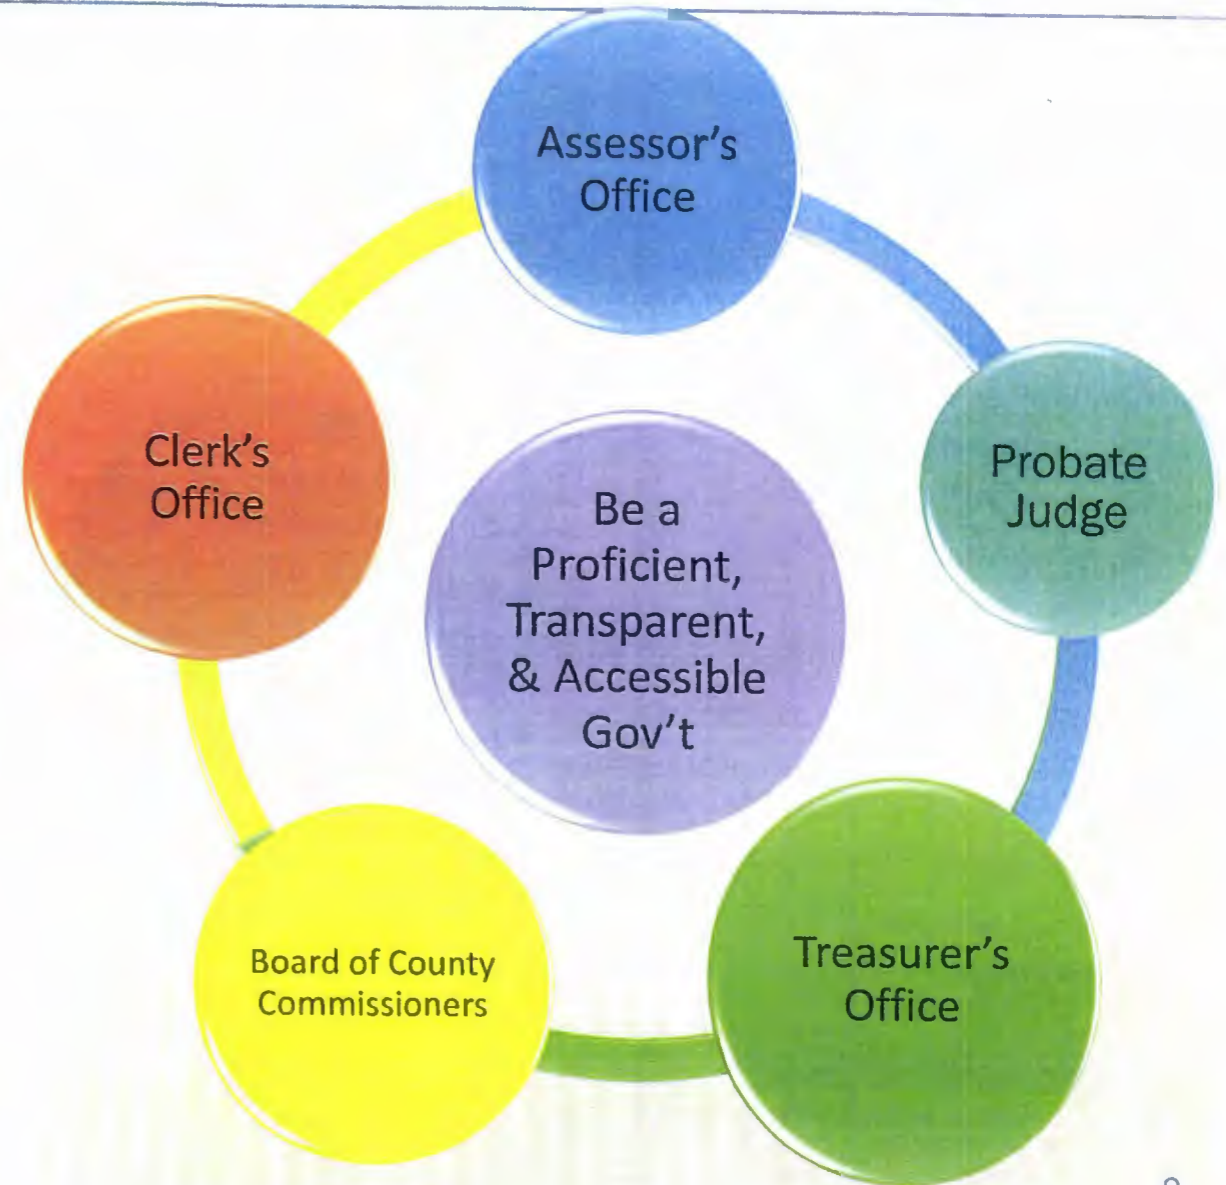 Assessor's
Office
Probate
Judge
Clerk's
Office
Be a
Proficient,
Transparent,
& Accessible
Gov't
Treasurer's
Office
Board of County
Commissioners